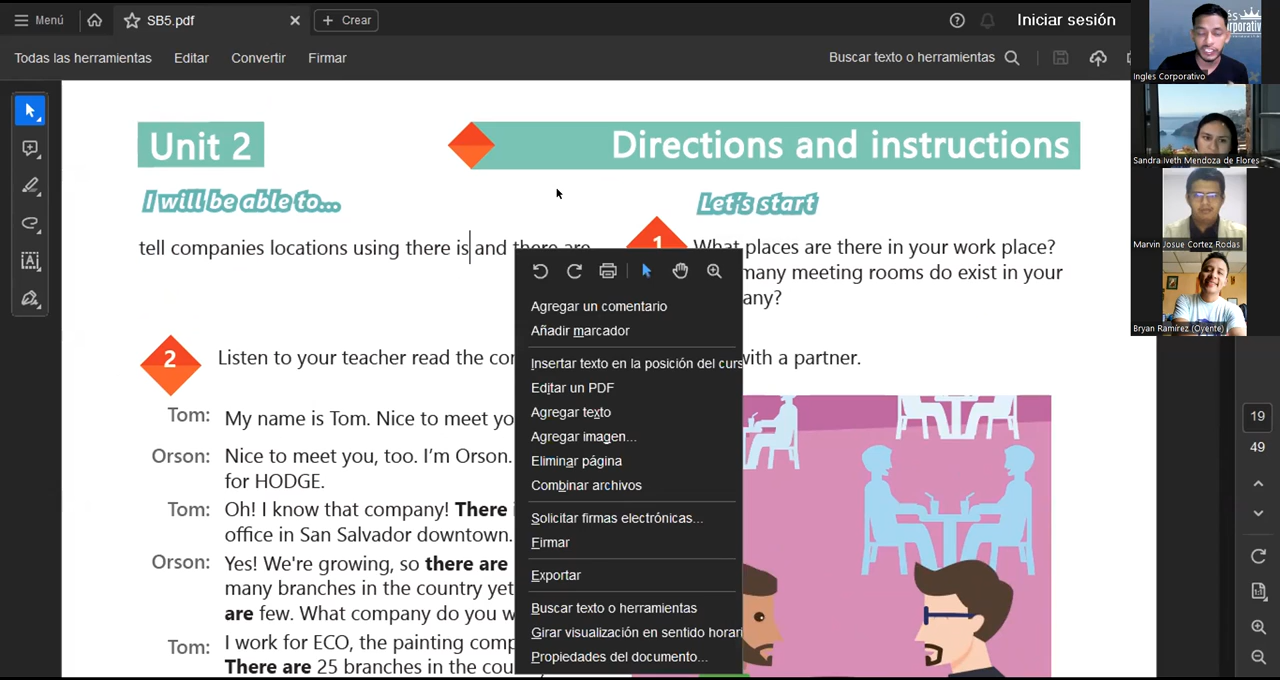 Menú
SB5.pdf
Crear
Iniciar sesión
Todas las herramientas
Editar
Convertir
Firmar
Buscar texto o herramientas
Ingles Corporativo
Sandra Iveth Mendoza de Flores
Marvin Josue Cortez Rodas
Bryan Ramírez (Oyente)
Unit 2
Directions and instructions
I will be able to...
Let's start
tell companies locations using there is and there are
1
What places are there in your work place?
many meeting rooms do exist in your
any?
2
Listen to your teacher read the con
with a partner.
Tom: My name is Tom. Nice to meet yo
Orson: Nice to meet you, too. I'm Orson.
for HODGE.
Tom: Oh! I know that company! There i
office in San Salvador downtown.
Orson: Yes! We're growing, so there are
many branches in the country yet
are few. What company do you w
Tom: I work for ECO, the painting comp
There are 25 branches in the cou
Agregar un comentario
Añadir marcador
Insertar texto en la posición del curs
Editar un PDF
Agregar texto
Agregar imagen...
Eliminar página
Combinar archivos
Solicitar firmas electrónicas...
Firmar
Exportar
Buscar texto o herramientas
Girar visualización en sentido horari
Propiedades del documento...
19
49